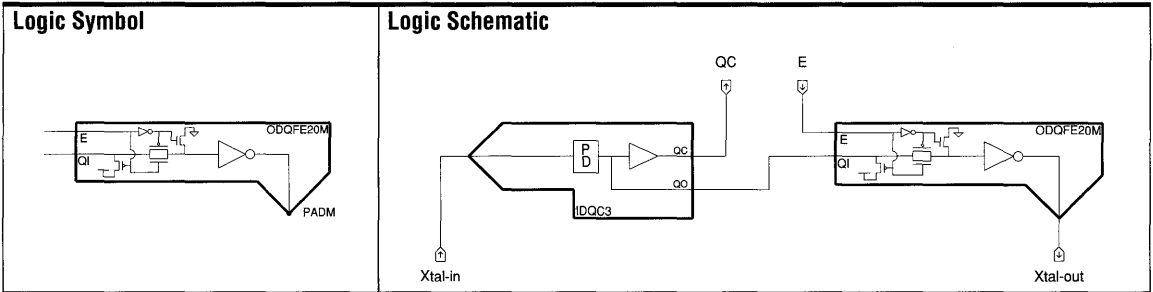 Logic Symbol
E
QI
ODQFE20M
PADM
Logic Schematic
QC
E
P
D
QC
QO
IDQC3
Xtal-in
E
QI
ODQFE20M
Xtal-out